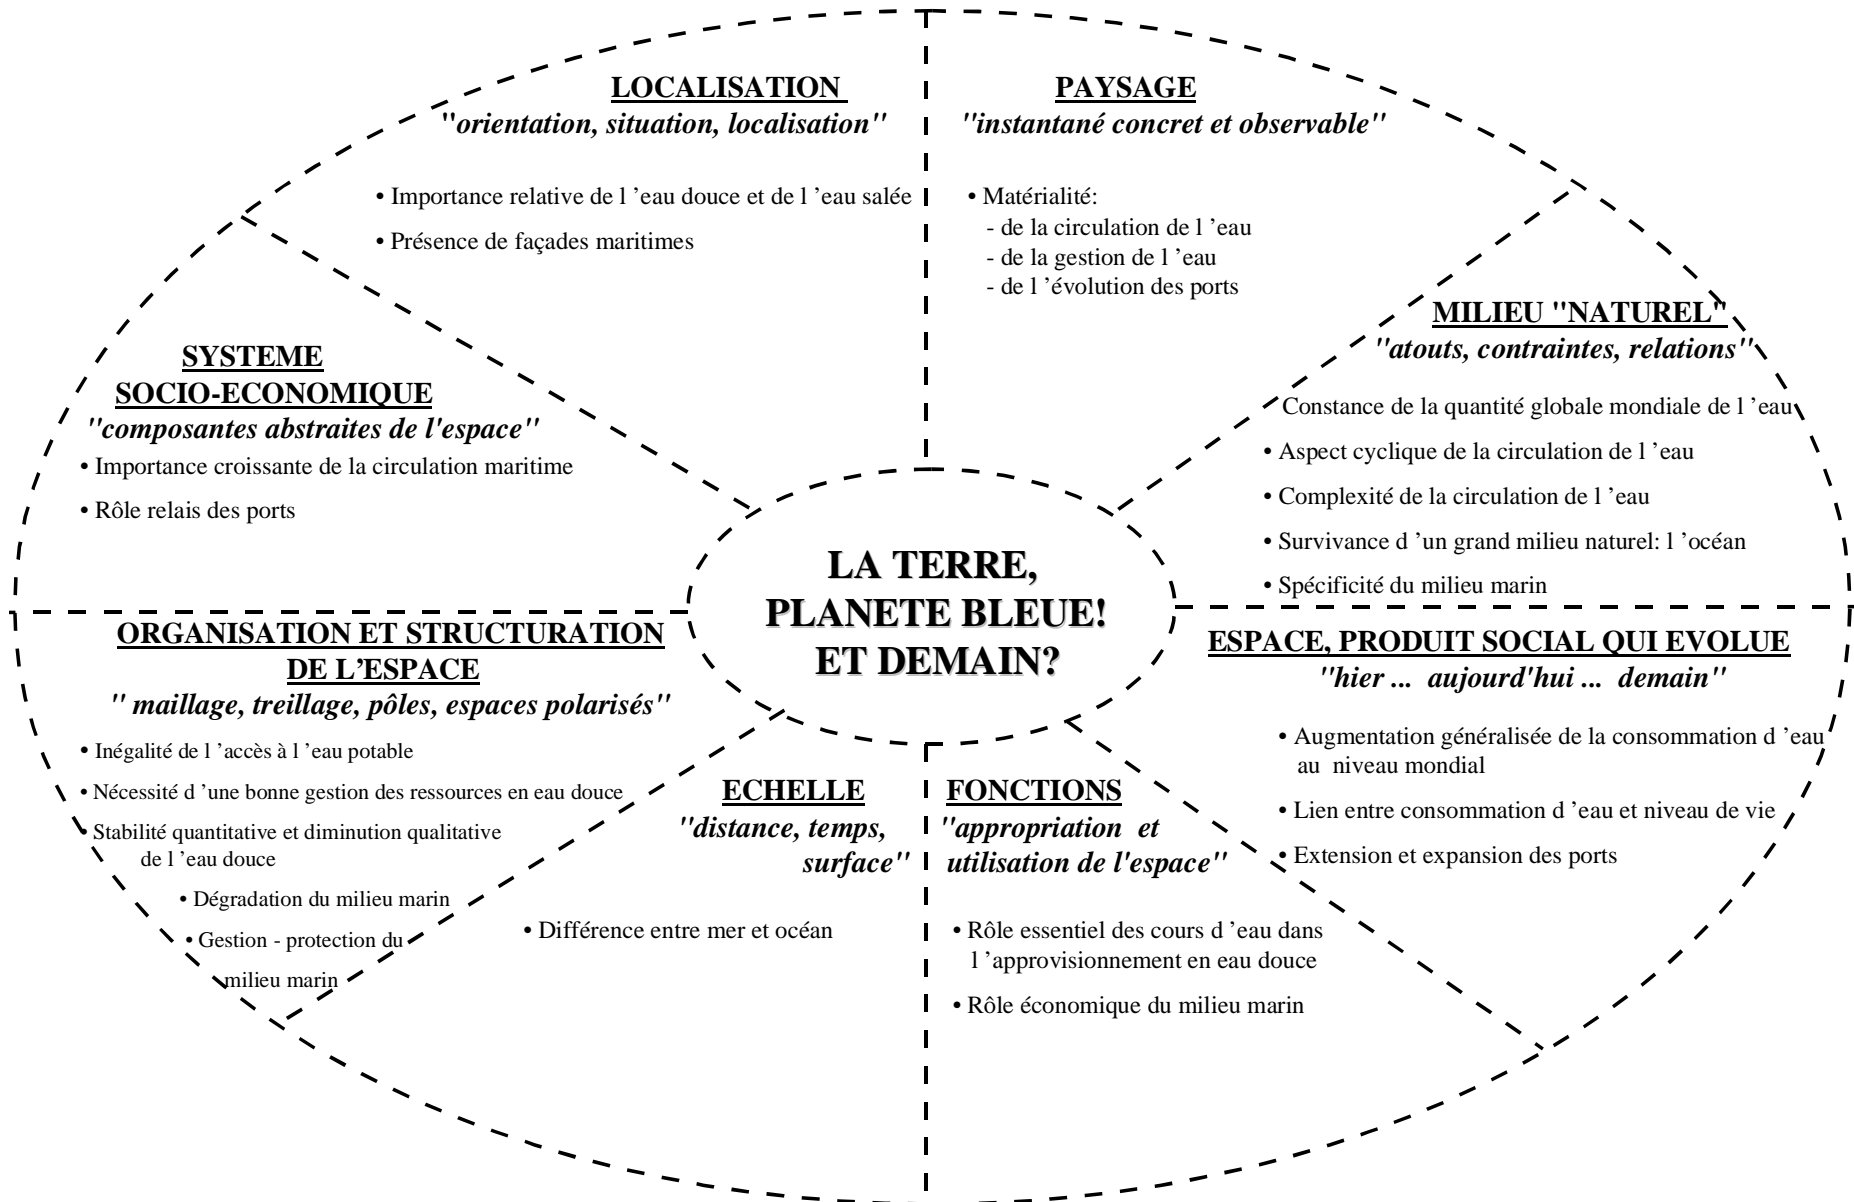 LOCALISATION
"orientation, situation, localisation"
• Importance relative de l 'eau douce et de l 'eau salée
• Présence de façades maritimes
PAYSAGE
"instantané concret et observable"
• Matérialité:
- de la circulation de l 'eau
- de la gestion de l 'eau
- de l 'évolution des ports
MILIEU "NATUREL"
"atouts, contraintes, relations"
Constance de la quantité globale mondiale de l 'eau
• Aspect cyclique de la circulation de l 'eau
• Complexité de la circulation de l 'eau
• Survivance d 'un grand milieu naturel: l 'océan
• Spécificité du milieu marin
SYSTEME
SOCIO-ECONOMIQUE
"composantes abstraites de l'espace"
• Importance croissante de la circulation maritime
• Rôle relais des ports
LA TERRE,
PLANETE BLEUE!
ET DEMAIN?
ORGANISATION ET STRUCTURATION
DE L'ESPACE
" maillage, treillage, pôles, espaces polarisés"
• Inégalité de l 'accès à l 'eau potable
• Nécessité d 'une bonne gestion des ressources en eau douce
• Stabilité quantitative et diminution qualitative
de l 'eau douce
• Dégradation du milieu marin
• Gestion - protection du
milieu marin
ECHELLE
"distance, temps,
surface"
• Différence entre mer et océan
FONCTIONS
"appropriation et
utilisation de l'espace"
• Rôle essentiel des cours d 'eau dans
l 'approvisionnement en eau douce
• Rôle économique du milieu marin
ESPACE, PRODUIT SOCIAL QUI EVOLUE
"hier ... aujourd'hui ... demain"
• Augmentation généralisée de la consommation d 'eau
au niveau mondial
• Lien entre consommation d 'eau et niveau de vie
• Extension et expansion des ports